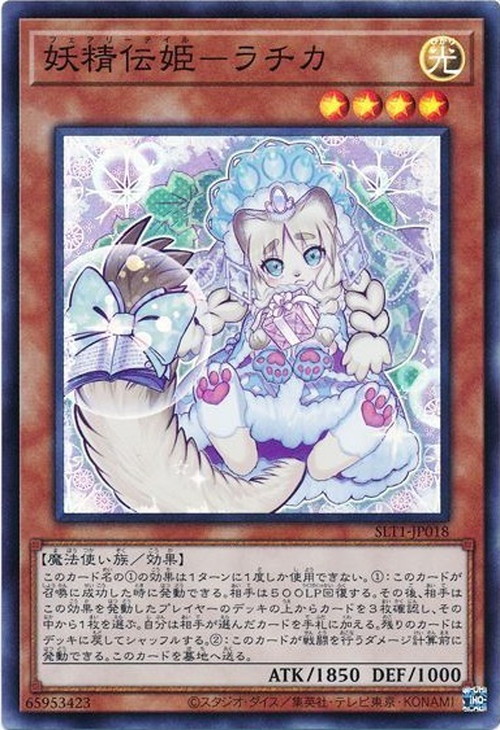 フェアリーテイル
妖精伝姫-ラチカ
光
SLT1-JP018
【魔法使い族/効果】
このカード名の①の効果は1ターンに1度しか使用できない。①:このカードが
召喚に成功した時に発動できる。相手は500LP回復する。その後、相手は
この効果を発動したプレイヤーのデッキの上からカードを3枚確認し、その
中から1枚を選ぶ。自分は相手が選んだカードを手札に加える。残りのカードは
デッキに戻してシャッフルする。②:このカードが戦闘を行うダメージ計算前に
発動できる。このカードを墓地へ送る。
ATK/1850 DEF/1000
65953423
©スタジオ・ダイス/集英社・テレビ東京・KONAMI